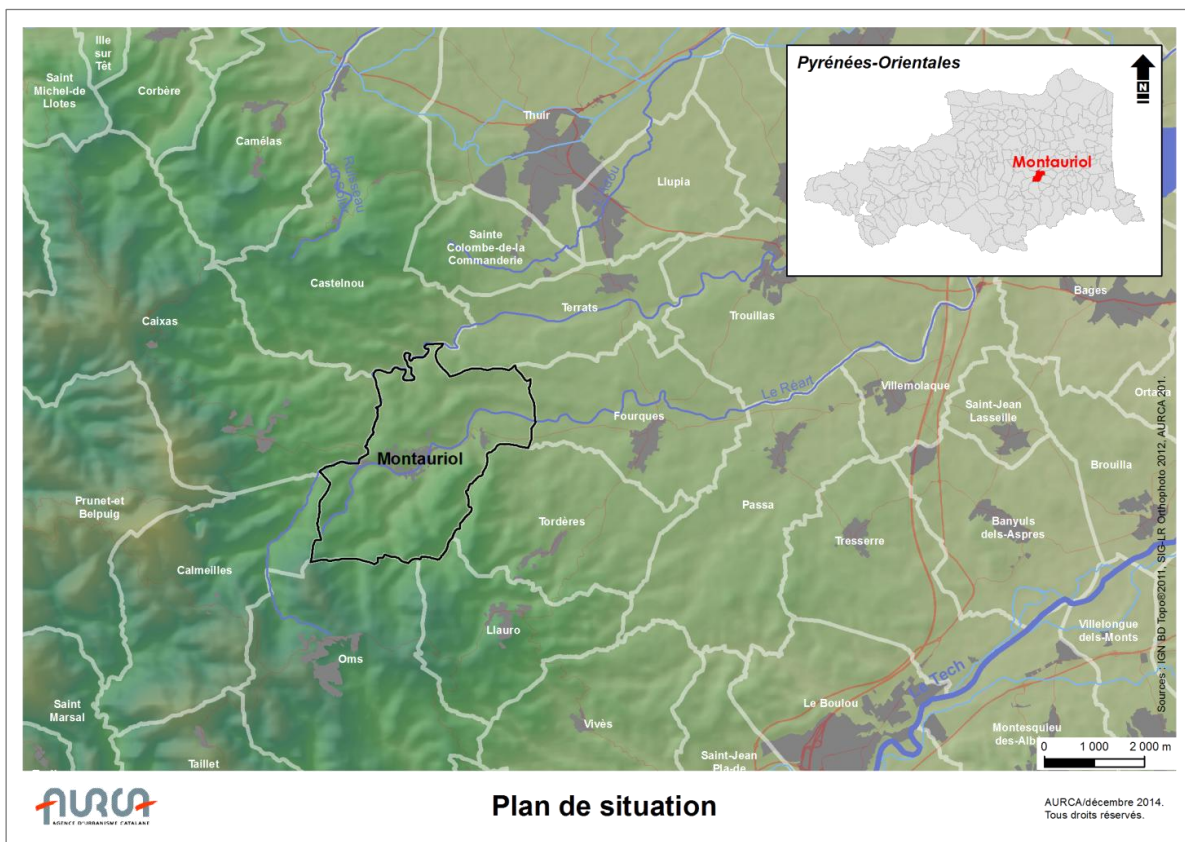 Ille
sur
Têt
Saint
Michel-de
Llotes
Corbère
Camélas
Thuir
Llupia
Sainte
Colombe-de-la
Commanderie
Castelnou
Terrats
Trouillas
Caixas
Bages
Villemolaque
Saint-Jean
Lasseille
Fourques
Le Réart
Montauriol
Brouilla
Prunet-et
Belpuig
Tordères
Passa
Tresserre
Banyuls
dels-Aspres
Calmeilles
Llauro
Oms
Villelongue
dels-Monts
Le Tech
Le Boulou
Saint
Marsal
Vivès
Montesquieu
des-Alb
Taillet
Saint-Jean
Pla-de
Pyrénées-Orientales
N
Montauriol
0 1 000 2 000 m
Sources : IGN BD Topo©2011, SIG-LR Orthophoto 2012, AURCA 201.
AURCA
AGENCE D'URBANISME CATALANE
Plan de situation
AURCA/décembre 2014.
Tous droits réservés.